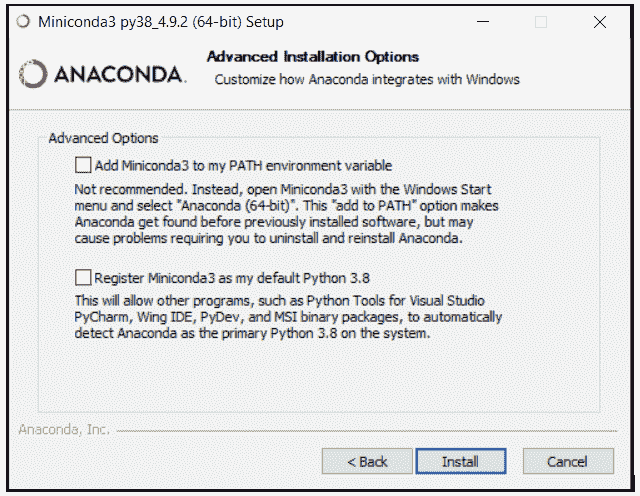 Miniconda3 py38_4.9.2 (64-bit) Setup
ANACONDA.
Advanced Installation Options
Customize how Anaconda integrates with Windows
Advanced Options
Add Miniconda3 to my PATH environment variable
Not recommended. Instead, open Miniconda3 with the Windows Start
menu and select "Anaconda (64-bit)". This "add to PATH" option makes
Anaconda get found before previously installed software, but may
cause problems requiring you to uninstall and reinstall Anaconda.
Register Miniconda3 as my default Python 3.8
This will allow other programs, such as Python Tools for Visual Studio
PyCharm, Wing IDE, PyDev, and MSI binary packages, to automatically
detect Anaconda as the primary Python 3.8 on the system.
Anaconda, Inc.
< Back
Install
Cancel